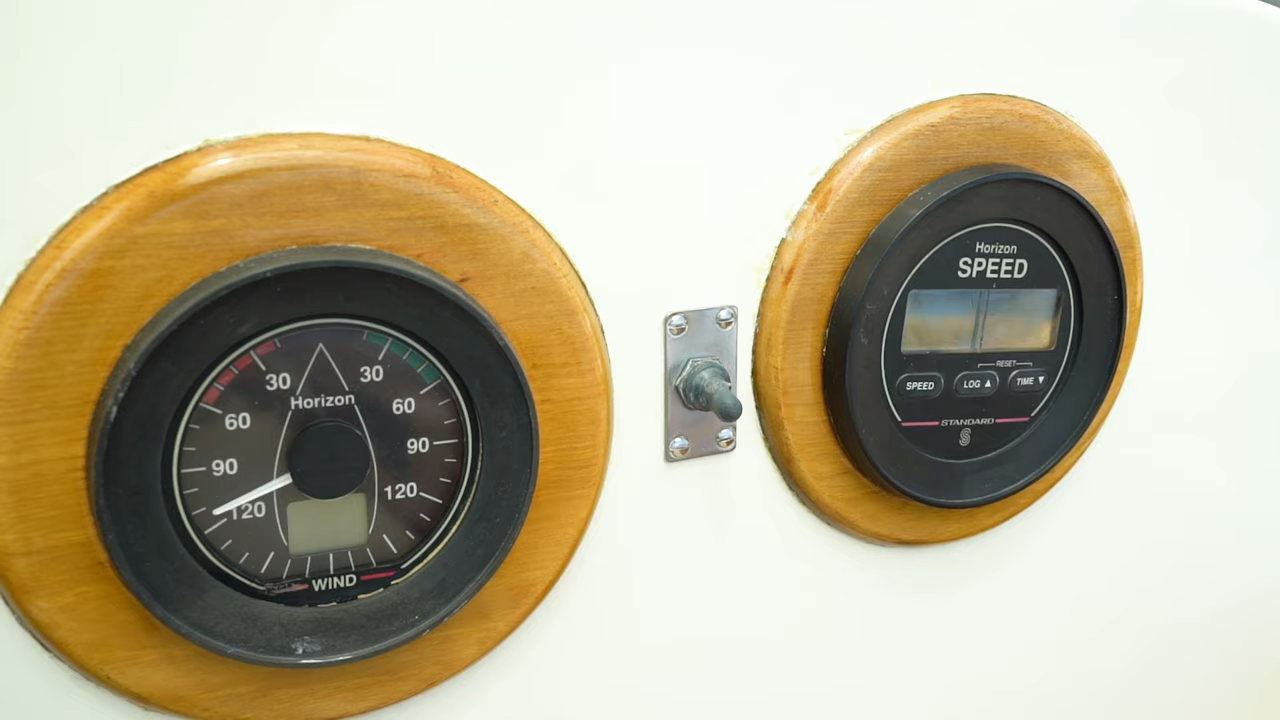 30 30
Horizon
60 60
90 90
120 120
WIND
Horizon
SPEED
RESET
SPEED LOG ▲ TIME ▼
STANDARD